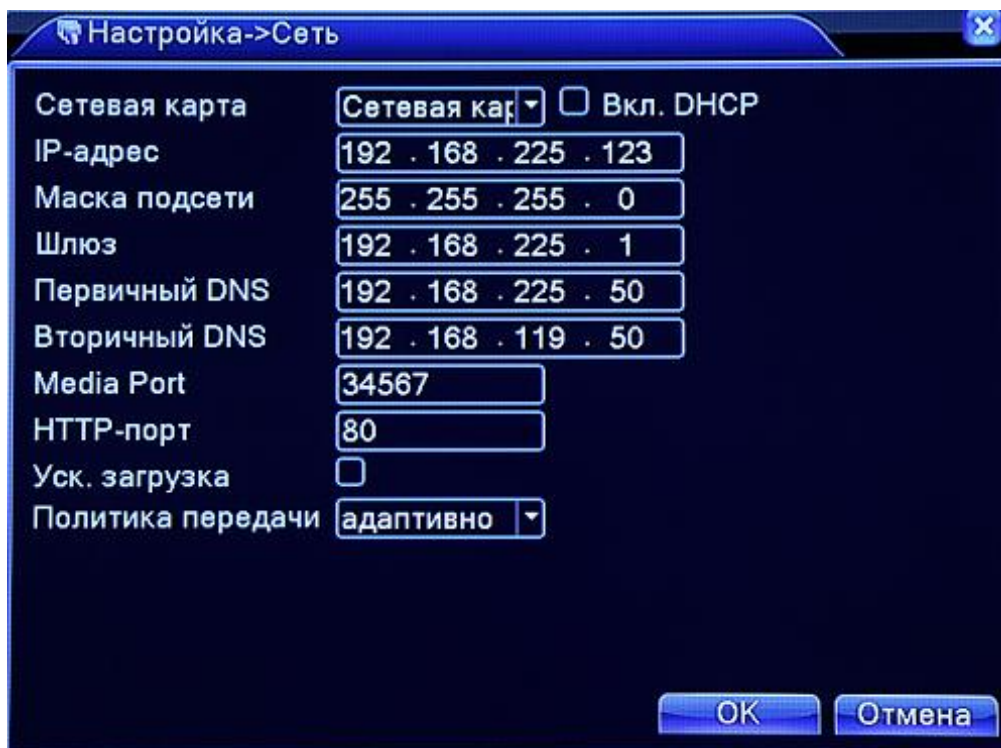 Настройка->Сеть
Сетевая карта Сетевая кар Вкл. DHCP
IP-адрес 192 . 168 . 225 . 123
Маска подсети 255 . 255 . 255 . 0
Шлюз 192 . 168 . 225 . 1
Первичный DNS 192 . 168 . 225 . 50
Вторичный DNS 192 . 168 . 119 . 50
Media Port 34567
HTTP-порт 80
Уск. загрузка
Политика передачи адаптивно
OK Отмена